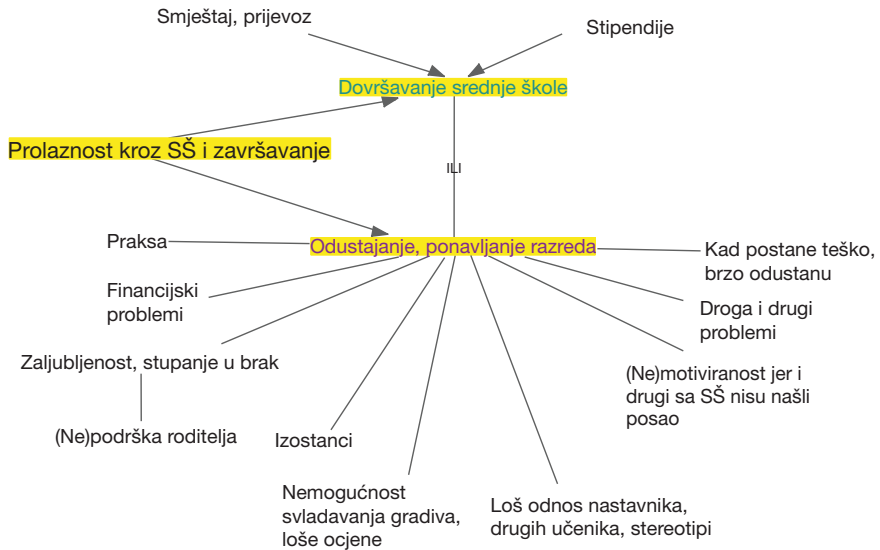 Smještaj, prijevoz
Stipendije
Dovršavanje srednje škole
Prolaznost kroz SŠ i završavanje
ILI
Praksa
Odustajanje, ponavljanje razreda
Kad postane teško,
brzo odustanu
Financijski
problemi
Droga i drugi
problemi
Zaljubljenost, stupanje u brak
(Ne)motiviranost jer i
drugi sa SŠ nisu našli
posao
(Ne)podrška roditelja
Izostanci
Nemogućnost
svladavanja gradiva,
loše ocjene
Loš odnos nastavnika,
drugih učenika, stereotipi